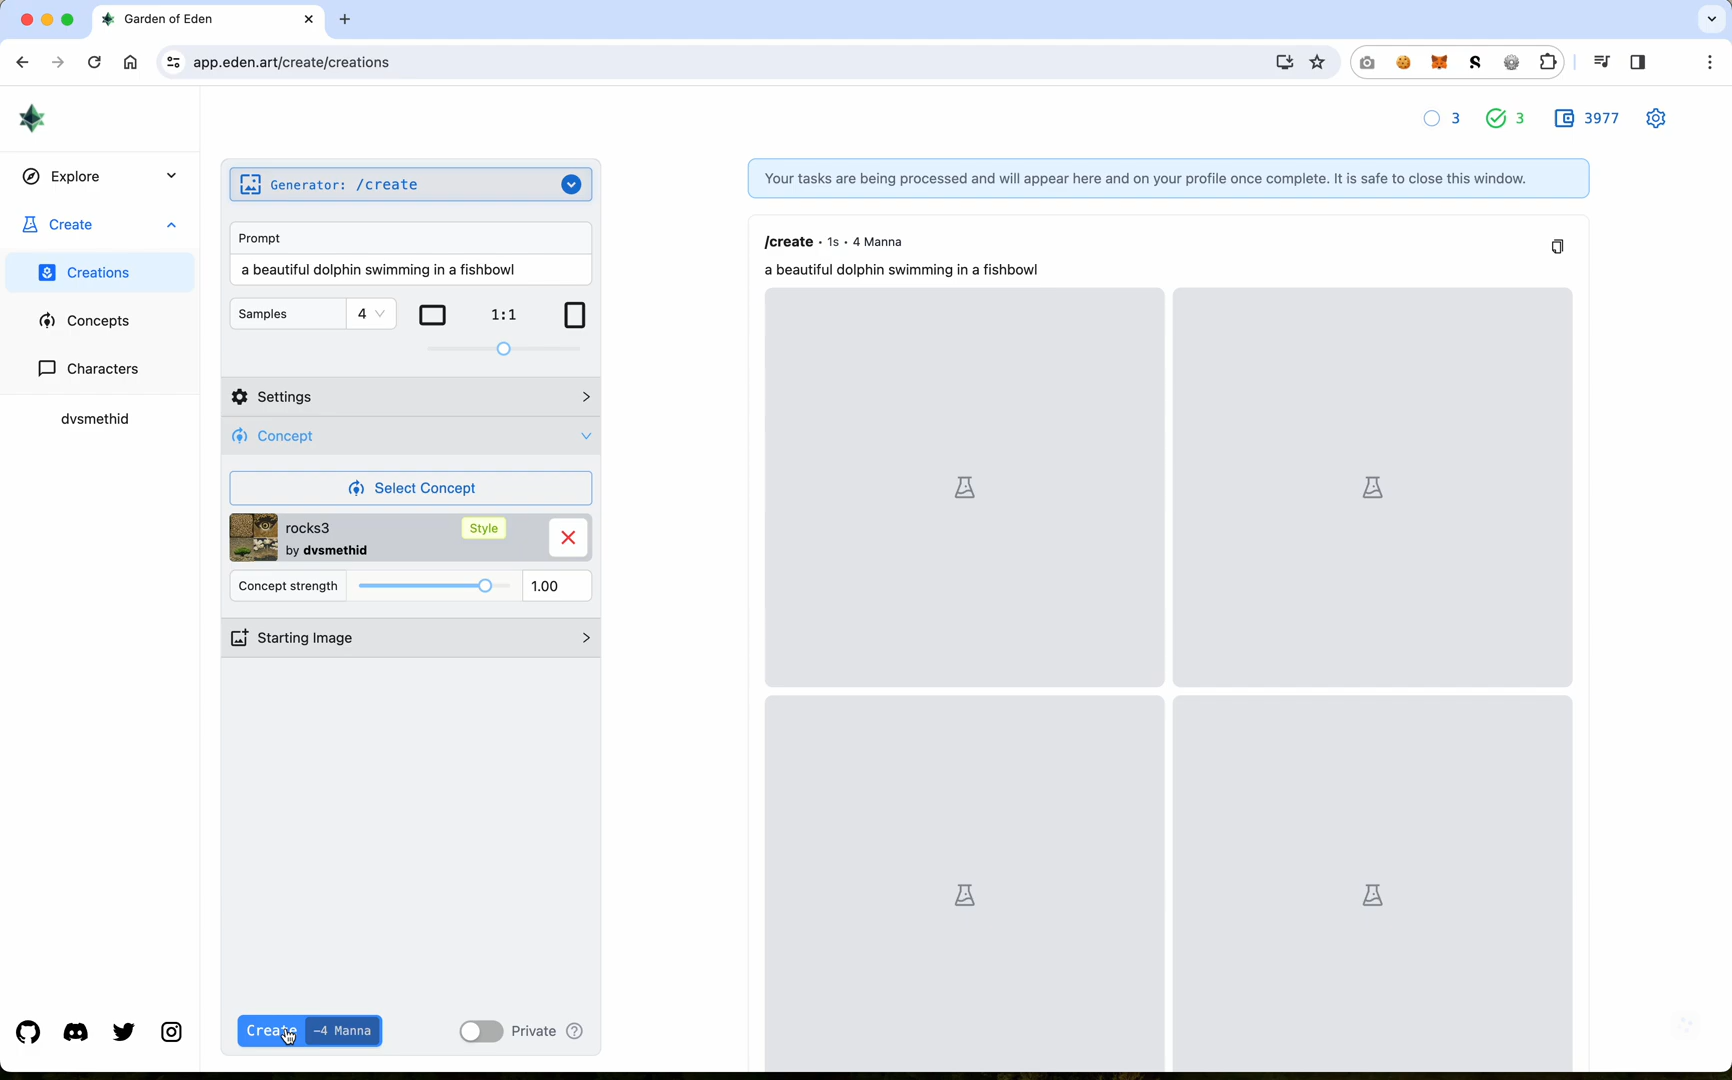 Garden of Eden
app.eden.art/create/creations
3
3
3977
Explore
Create
Creations
Concepts
Characters
dvsmethid
Generator: /create
Prompt
a beautiful dolphin swimming in a fishbowl
Samples
4
1:1
Settings
Concept
Select Concept
rocks3
Style
by dvsmethid
Concept strength
1.00
Starting Image
Create
-4 Manna
Private
Your tasks are being processed and will appear here and on your profile once complete. It is safe to close this window.
/create · 1s · 4 Manna
a beautiful dolphin swimming in a fishbowl